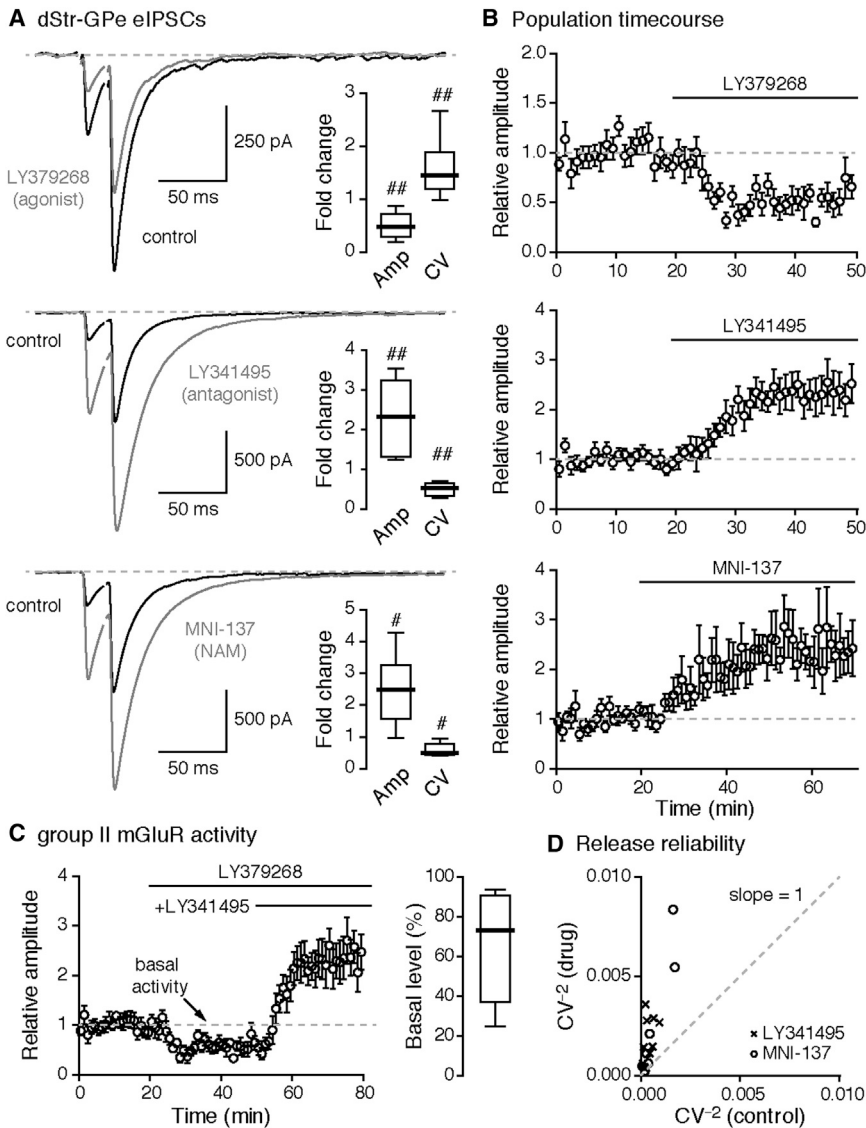 A dStr-GPe eIPSCs
LY379268
(agonist)
control
50 ms
250 pA
Fold change
3
2
1
0
##
##
Amp
CV
control
LY341495
(antagonist)
50 ms
500 pA
Fold change
4
3
2
1
0
##
##
Amp
CV
control
MNI-137
(NAM)
50 ms
500 pA
Fold change
5
4
3
2
1
0
#
#
Amp
CV
B Population timecourse
LY379268
Relative amplitude
2.0
1.5
1.0
0.5
0.0
0 10 20 30 40 50
LY341495
Relative amplitude
4
3
2
1
0
0 10 20 30 40 50
MNI-137
Relative amplitude
4
3
2
1
0
0 20 40 60
Time (min)
C group II mGluR activity
LY379268
+LY341495
basal
activity
Relative amplitude
4
3
2
1
0
0 20 40 60 80
Time (min)
Basal level (%)
100
80
60
40
20
0
D Release reliability
slope = 1
CV⁻² (drug)
0.010
0.005
0.000
× LY341495
o MNI-137
0.000 0.005 0.010
CV⁻² (control)